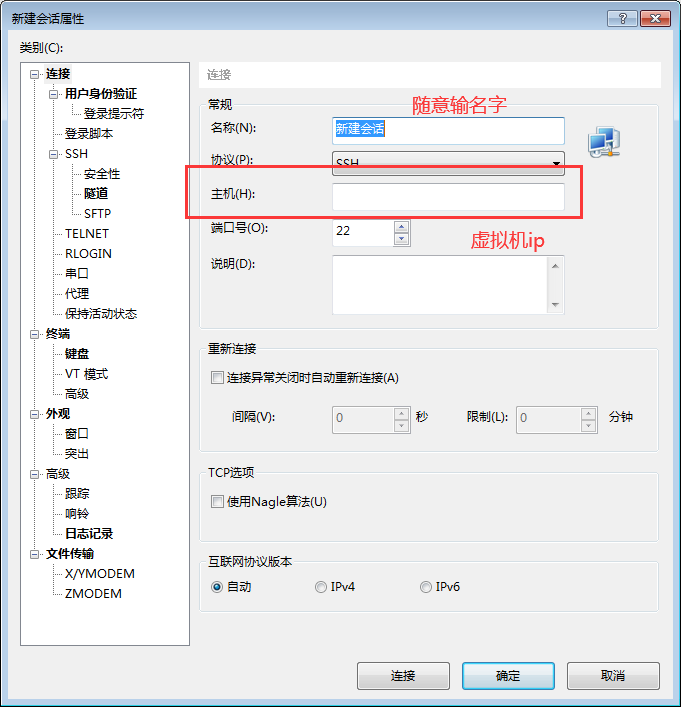 新建会话属性
类别(C):
连接
用户身份验证
登录提示符
登录脚本
SSH
安全性
隧道
SFTP
TELNET
RLOGIN
串口
代理
保持活动状态
终端
键盘
VT 模式
高级
外观
窗口
突出
高级
跟踪
响铃
日志记录
文件传输
X/YMODEM
ZMODEM
连接
常规
随意输名字
名称(N):
新建会话
协议(P):
SSH
主机(H):
端口号(O):
22
虚拟机ip
说明(D):
重新连接
连接异常关闭时自动重新连接(A)
间隔(V):
0
秒
限制(L):
0
分钟
TCP选项
使用Nagle算法(U)
互联网协议版本
自动
IPv4
IPv6
连接
确定
取消